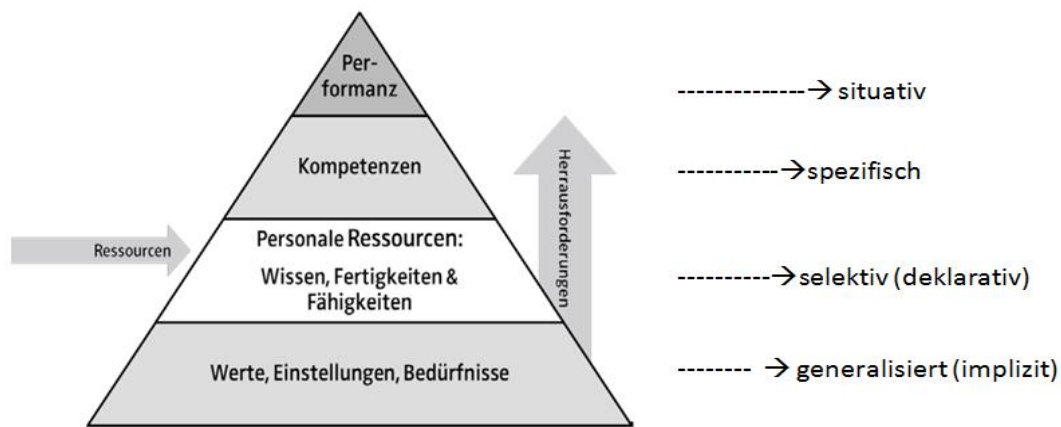 Per-
formanz
-------------→ situativ
Kompetenzen
-----------→spezifisch
Herrausforderungen
Ressourcen
Personale Ressourcen:
Wissen, Fertigkeiten &
Fähigkeiten
-----------→selektiv (deklarativ)
Werte, Einstellungen, Bedürfnisse
-------- → generalisiert (implizit)